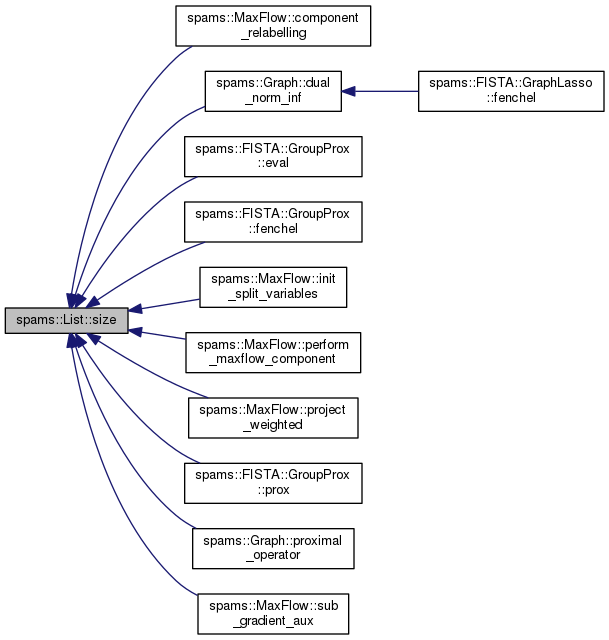 spams::MaxFlow::component
_relabelling
spams::Graph::dual
_norm_inf
spams::FISTA::GraphLasso
::fenchel
spams::FISTA::GroupProx
::eval
spams::FISTA::GroupProx
::fenchel
spams::MaxFlow::init
_split_variables
spams::List::size
spams::MaxFlow::perform
_maxflow_component
spams::MaxFlow::project
_weighted
spams::FISTA::GroupProx
::prox
spams::Graph::proximal
_operator
spams::MaxFlow::sub
_gradient_aux